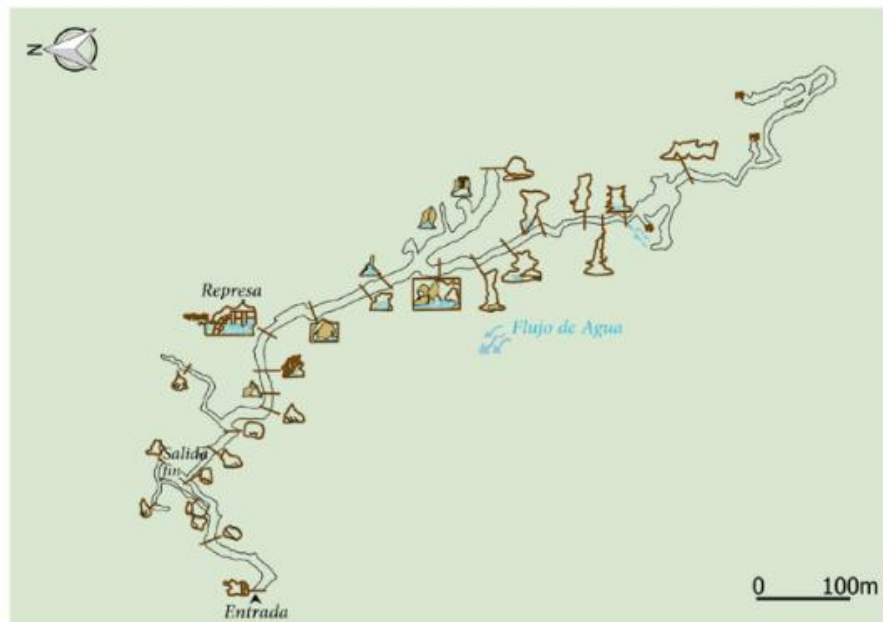 N
Represa
Flujo de Agua
Salida
fin
0 100m
Entrada